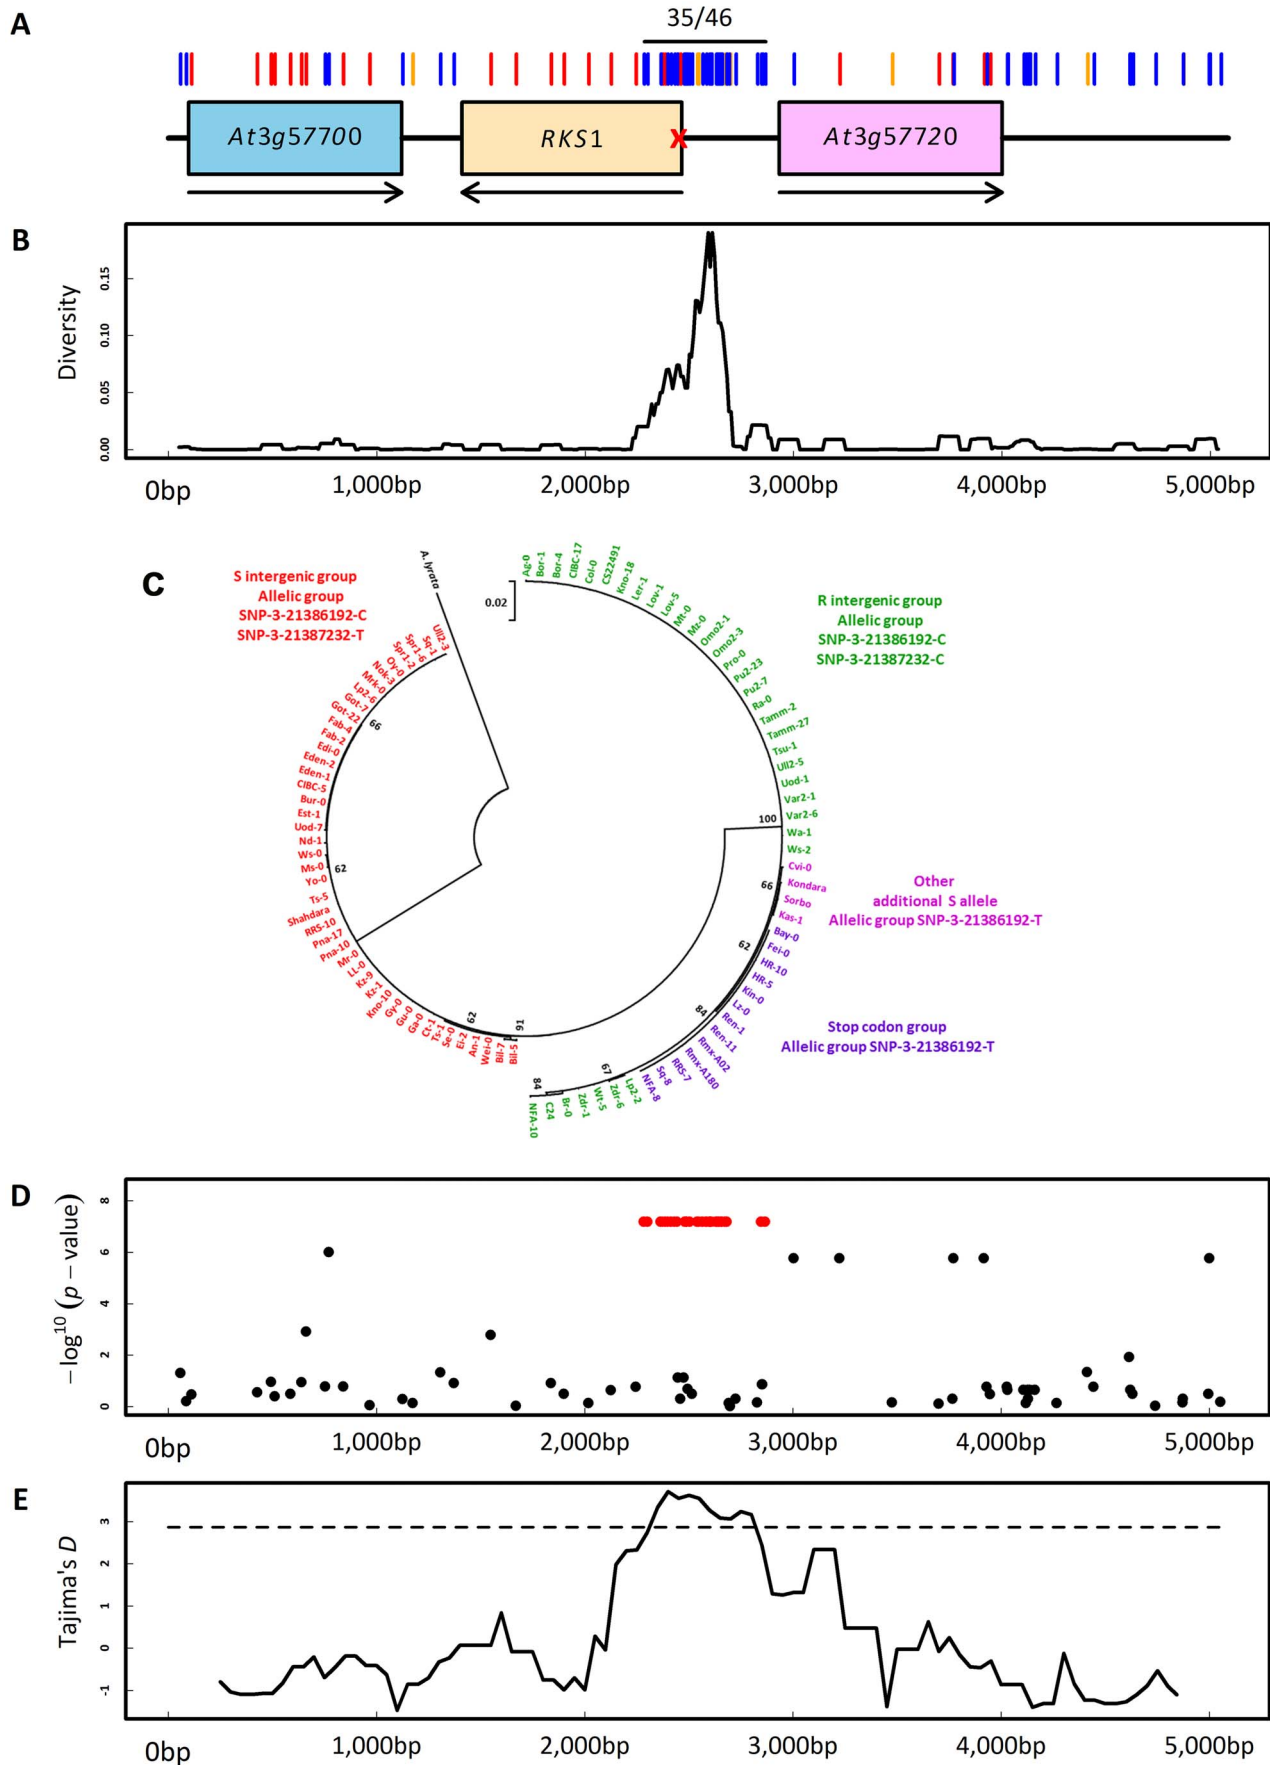 A
35/46
At3g57700
RKS1
X
At3g57720
B
Diversity
0.15
0.10
0.05
0.00
0bp
1,000bp
2,000bp
3,000bp
4,000bp
5,000bp
C
S intergenic group
Allelic group
SNP-3-21386192-C
SNP-3-21387232-T
A. lyrata
0.02
R intergenic group
Allelic group
SNP-3-21386192-C
SNP-3-21387232-C
Ag-0
Bor-1
Bor-4
CIBC-17
Col-0
CS22491
Kno-18
Ler-1
Lov-1
Lov-5
Mt-0
Mz-0
Omo2-1
Omo2-3
Pro-0
Pu2-23
Pu2-7
Ra-0
Tamm-2
Tamm-27
Tsu-1
Ull2-5
Uod-1
Var2-1
Var2-6
Wa-1
Ws-2
100
Cvi-0
Kondara
Sorbo
Kas-1
66
Other
additional S allele
Allelic group SNP-3-21386192-T
Bay-0
Fei-0
HR-10
HR-5
Kin-0
Lz-0
Ren-1
Ren-11
Rmx-A02
Rmx-A180
RRS-7
Sq-8
NFA-8
62
84
Stop codon group
Allelic group SNP-3-21386192-T
Lp2-2
Zdr-6
Wt-5
Zdr-1
Br-0
C24
NFA-10
67
84
Bil-5
Bil-7
Wei-0
An-1
Ei-2
Se-0
Ts-1
Ct-1
Ga-0
Gu-0
Gy-0
Kno-10
Kz-1
Kz-9
LL-0
Mr-0
Pna-10
Pna-17
RRS-10
Shahdara
Ts-5
Yo-0
Ms-0
Ws-0
Nd-1
Uod-7
Est-1
Bur-0
CIBC-5
Eden-1
Eden-2
Edi-0
Fab-2
Fab-4
Got-22
Got-7
Lp2-6
Mrk-0
Nok-3
Oy-0
Spr1-2
Spr1-6
Sq-1
Ull2-3
91
62
62
66
D
−log10 (p − value)
8
6
4
2
0
0bp
1,000bp
2,000bp
3,000bp
4,000bp
5,000bp
E
Tajima's D
3
2
1
0
-1
0bp
1,000bp
2,000bp
3,000bp
4,000bp
5,000bp